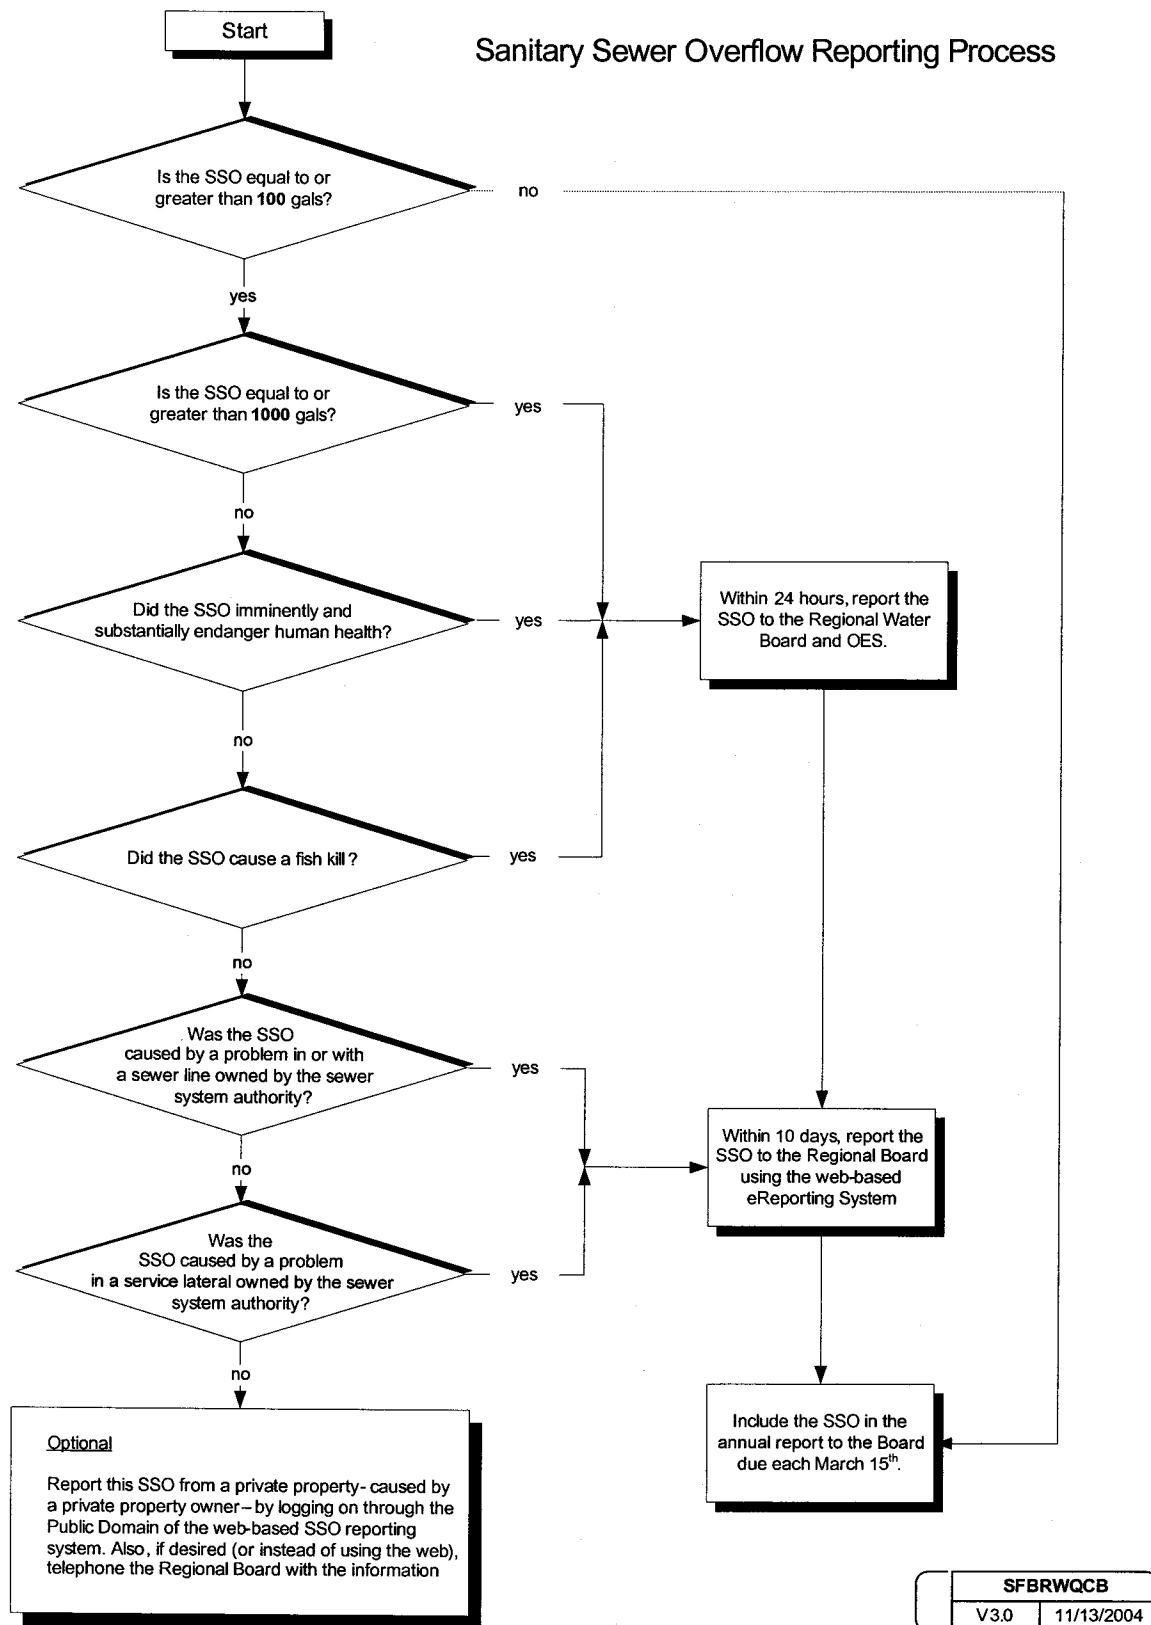 Start
Sanitary Sewer Overflow Reporting Process
Is the SSO equal to or
greater than 100 gals?
no
yes
Is the SSO equal to or
greater than 1000 gals?
yes
no
Did the SSO imminently and
substantially endanger human health?
yes
Within 24 hours, report the
SSO to the Regional Water
Board and OES.
no
Did the SSO cause a fish kill ?
yes
no
Was the SSO
caused by a problem in or with
a sewer line owned by the sewer
system authority?
yes
Within 10 days, report the
SSO to the Regional Board
using the web-based
eReporting System
no
Was the
SSO caused by a problem
in a service lateral owned by the sewer
system authority?
yes
no
Include the SSO in the
annual report to the Board
due each March 15th.
Optional
Report this SSO from a private property- caused by
a private property owner – by logging on through the
Public Domain of the web-based SSO reporting
system. Also, if desired (or instead of using the web),
telephone the Regional Board with the information
SFBRWQCB
V3.0 11/13/2004